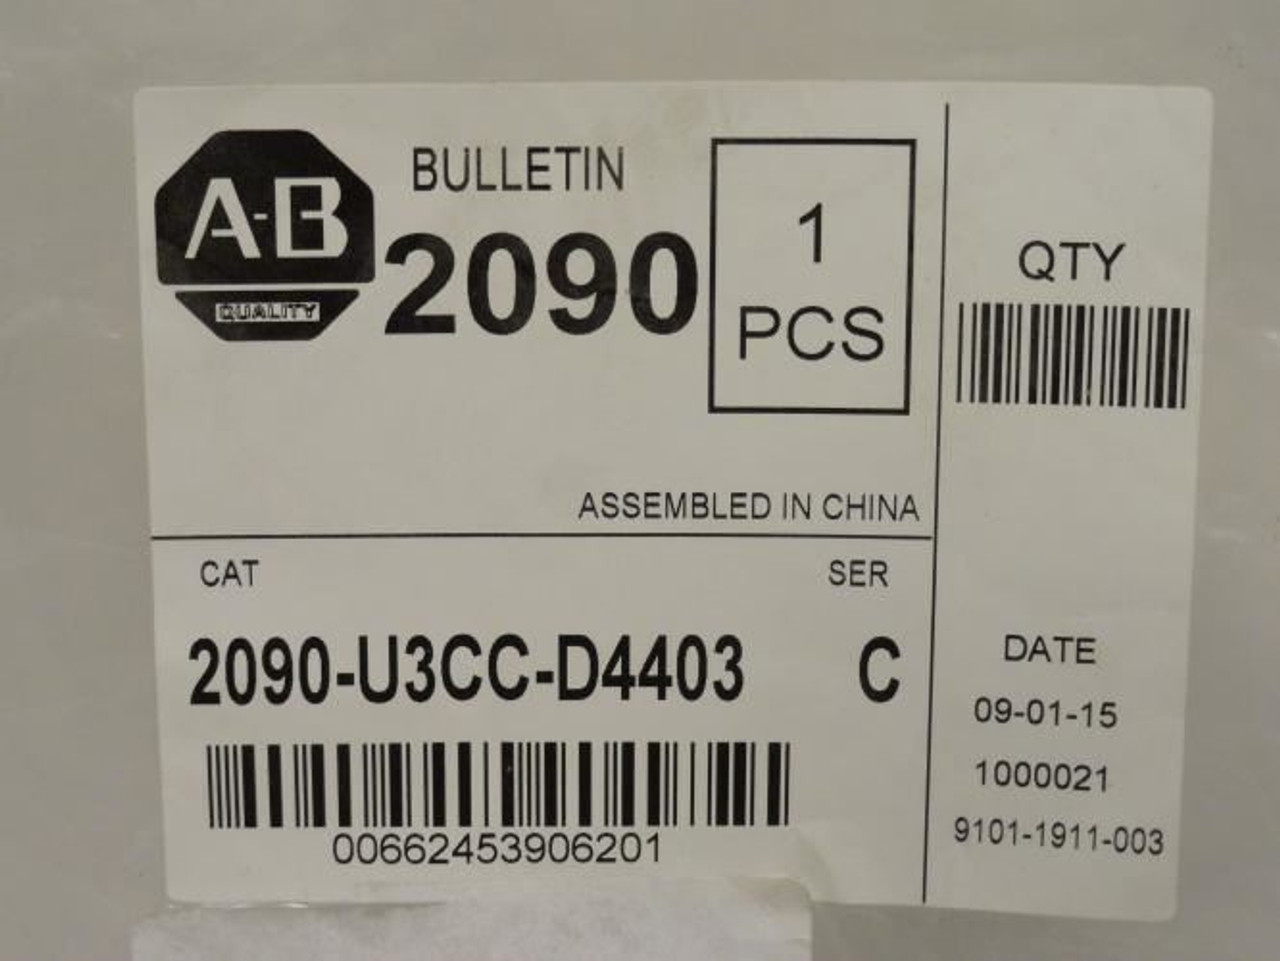 A-B
QUALITY
BULLETIN
2090
1
PCS
ASSEMBLED IN CHINA
CAT
SER
2090-U3CC-D4403
C
00662453906201
QTY
DATE
09-01-15
1000021
9101-1911-003